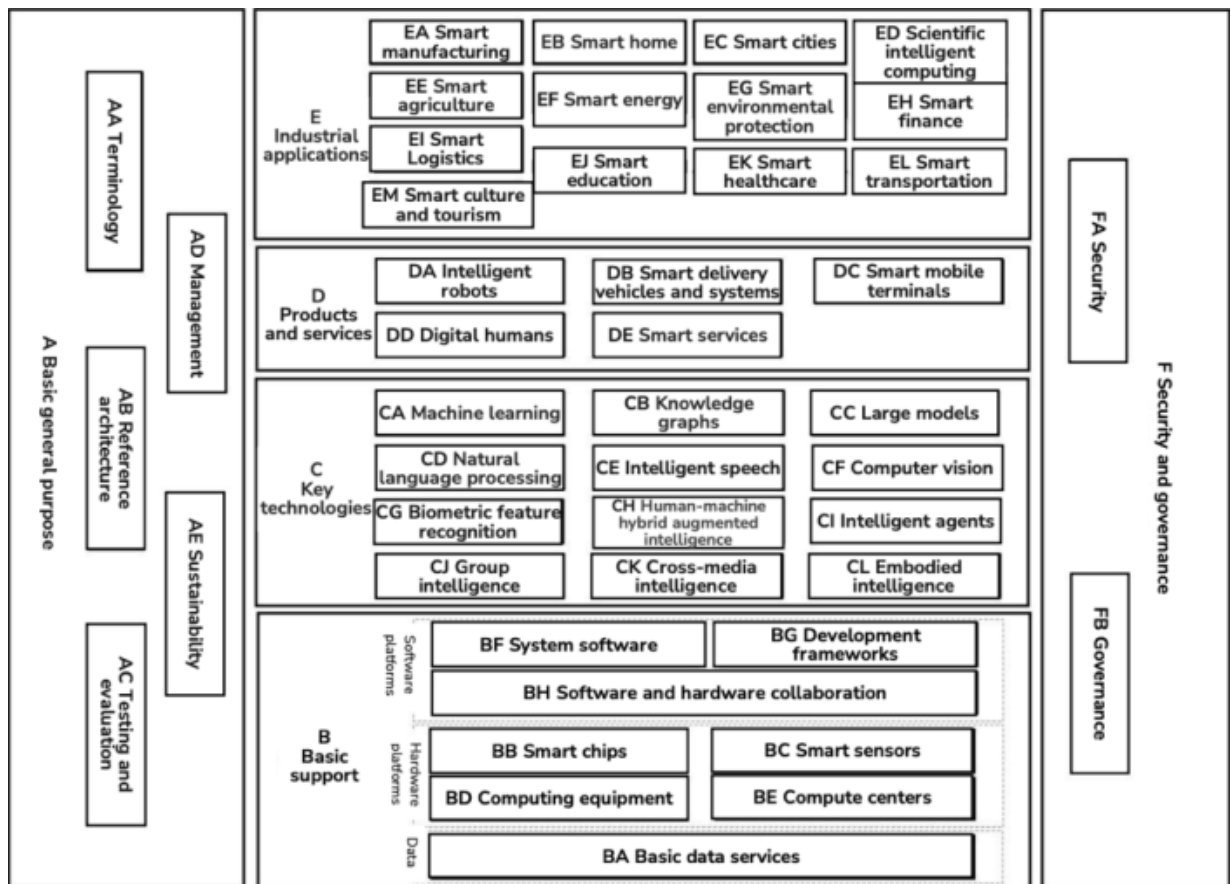 A Basic general purpose
AA Terminology
AB Reference
architecture
AC Testing and
evaluation
AD Management
AE Sustainability
E
Industrial
applications
EA Smart
manufacturing
EB Smart home
EC Smart cities
ED Scientific
intelligent
computing
EE Smart
agriculture
EF Smart energy
EG Smart
environmental
protection
EH Smart
finance
EI Smart
Logistics
EJ Smart
education
EK Smart
healthcare
EL Smart
transportation
EM Smart culture
and tourism
D
Products
and services
DA Intelligent
robots
DB Smart delivery
vehicles and systems
DC Smart mobile
terminals
DD Digital humans
DE Smart services
C
Key
technologies
CA Machine learning
CB Knowledge
graphs
CC Large models
CD Natural
language processing
CE Intelligent speech
CF Computer vision
CG Biometric feature
recognition
CH Human-machine
hybrid augmented
intelligence
CI Intelligent agents
CJ Group
intelligence
CK Cross-media
intelligence
CL Embodied
intelligence
B
Basic
support
Software
platforms
BF System software
BG Development
frameworks
BH Software and hardware collaboration
Hardware
platforms
BB Smart chips
BC Smart sensors
BD Computing equipment
BE Compute centers
Data
BA Basic data services
F Security and governance
FA Security
FB Governance